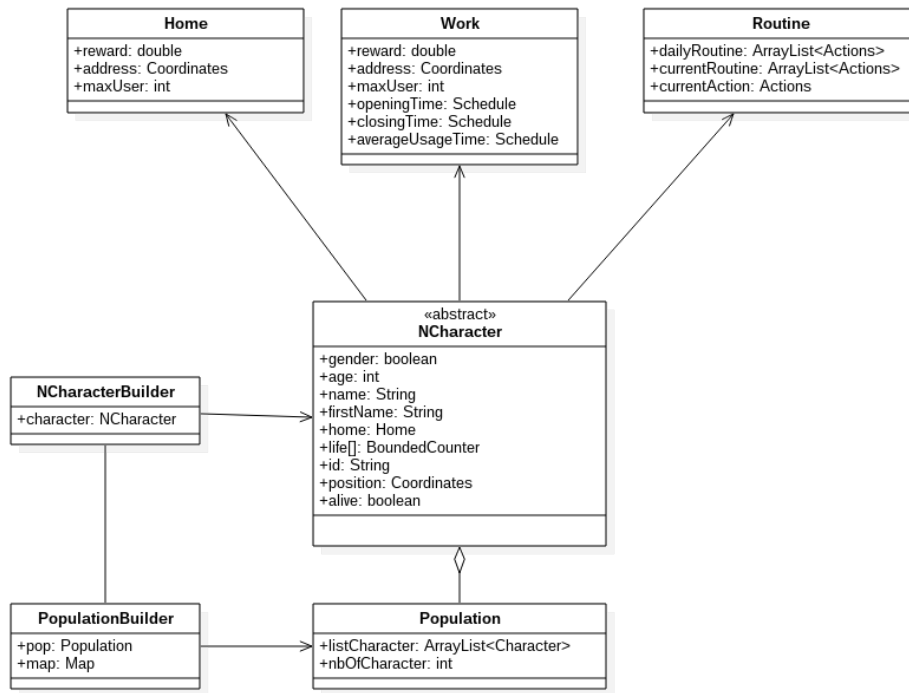 Home
+reward: double
+address: Coordinates
+maxUser: int
Work
+reward: double
+address: Coordinates
+maxUser: int
+openingTime: Schedule
+closingTime: Schedule
+averageUsageTime: Schedule
Routine
+dailyRoutine: ArrayList<Actions>
+currentRoutine: ArrayList<Actions>
+currentAction: Actions
«abstract»
NCharacter
+gender: boolean
+age: int
+name: String
+firstName: String
+home: Home
+life[]: BoundedCounter
+id: String
+position: Coordinates
+alive: boolean
NCharacterBuilder
+character: NCharacter
PopulationBuilder
+pop: Population
+map: Map
Population
+listCharacter: ArrayList<Character>
+nbOfCharacter: int